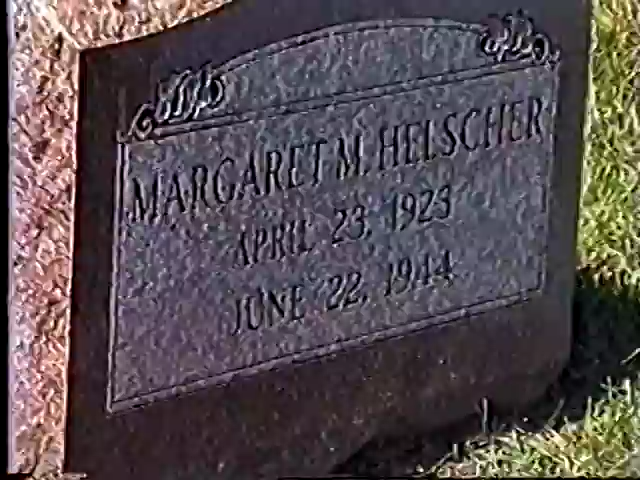 MARGARET M. HELSCHER
APRIL 23, 1923
JUNE 22, 1944